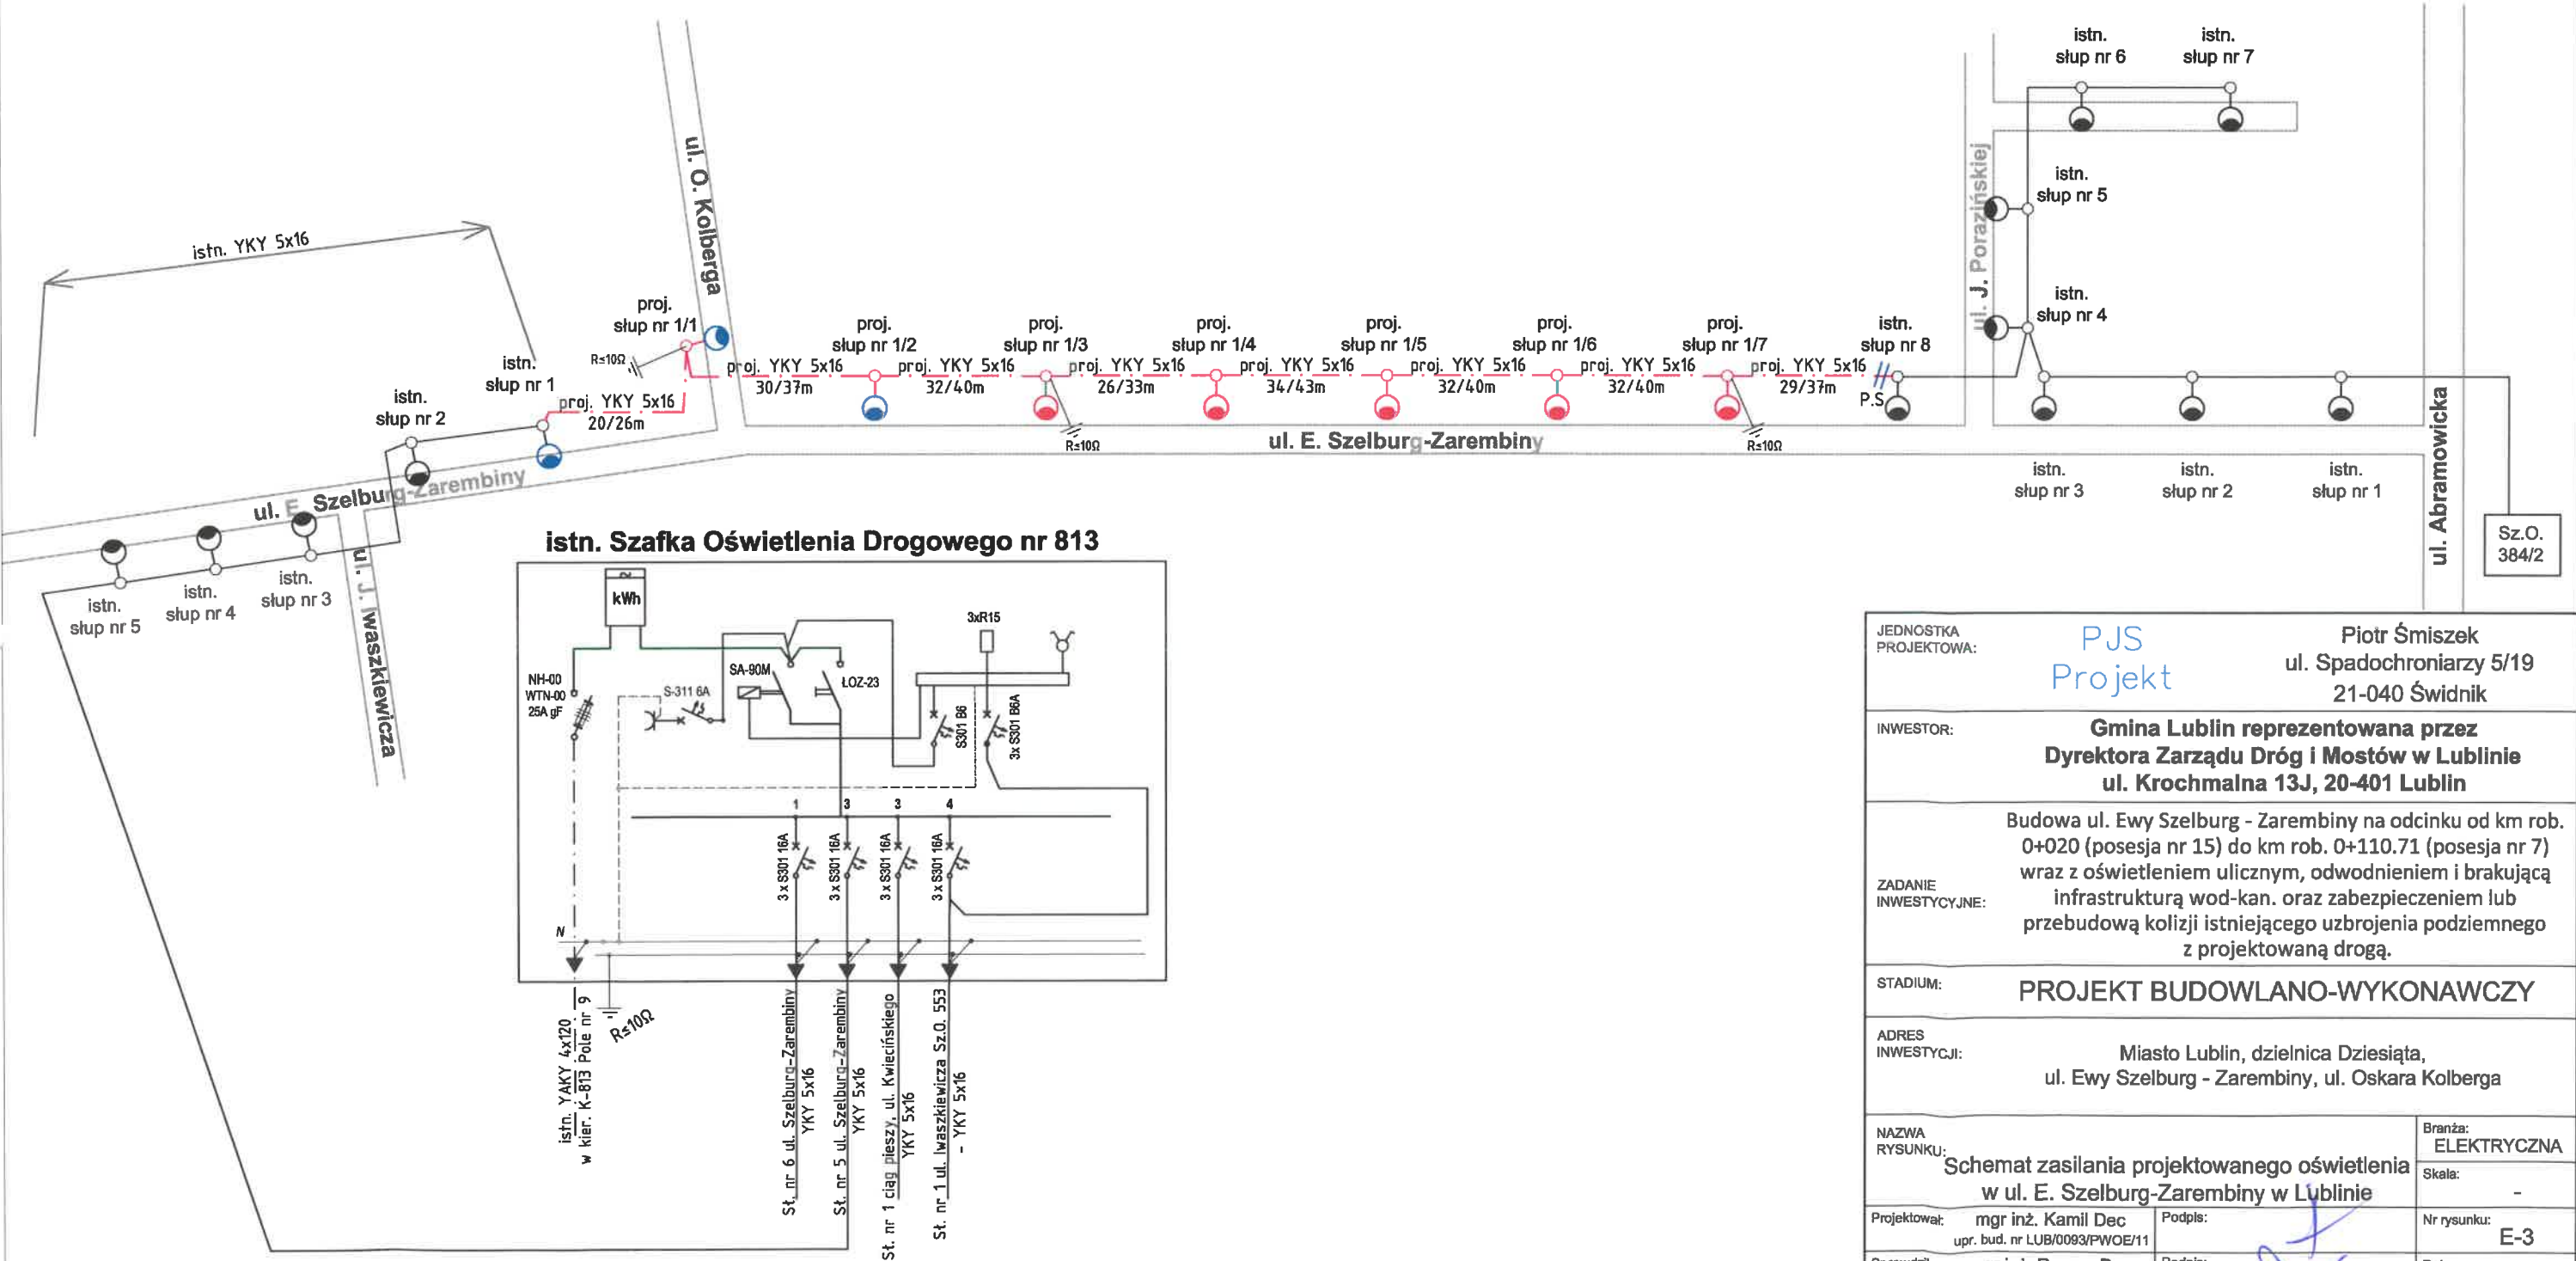 istn.
słup nr 6
istn.
słup nr 7
ul. O. Kolberga
ul. J. Porazińskiej
istn.
słup nr 5
istn. YKY 5x16
istn.
słup nr 4
proj.
słup nr 1/1
R≤10Ω
proj.
słup nr 1/2
proj.
słup nr 1/3
proj.
słup nr 1/4
proj.
słup nr 1/5
proj.
słup nr 1/6
proj.
słup nr 1/7
istn.
słup nr 8
istn.
słup nr 1
istn.
słup nr 2
proj. YKY 5x16
20/26m
proj. YKY 5x16
30/37m
proj. YKY 5x16
32/40m
proj. YKY 5x16
26/33m
proj. YKY 5x16
34/43m
proj. YKY 5x16
32/40m
proj. YKY 5x16
32/40m
proj. YKY 5x16
29/37m
P.S
R≤10Ω
R≤10Ω
ul. E. Szelburg-Zarembiny
ul. E Szelburg-Zarembiny
ul. Abramowicka
istn.
słup nr 3
istn.
słup nr 2
istn.
słup nr 1
Sz.O.
384/2
istn.
słup nr 5
istn.
słup nr 4
istn.
słup nr 3
ul. J. Iwaszkiewicza
istn. Szafka Oświetlenia Drogowego nr 813
kWh
3xR15
NH-00
WTN-00
25A gF
S-311 6A
SA-90M
ŁOZ-23
S301 B6
3x S301 B6A
1
3
3
4
3 x S301 16A
3 x S301 16A
3 x S301 16A
3 x S301 16A
N
R≤10Ω
istn. YAKY 4x120
w kier. K-813 Pole nr 9
St. nr 6 ul. Szelburg-Zarembiny
YKY 5x16
St. nr 5 ul. Szelburg-Zarembiny
YKY 5x16
St. nr 1 ciąg pieszy, ul. Kwiecińskiego
YKY 5x16
St. nr 1 ul. Iwaszkiewicza Sz.O. 553
- YKY 5x16
JEDNOSTKA
PROJEKTOWA:
PJS
Projekt
Piotr Śmiszek
ul. Spadochroniarzy 5/19
21-040 Świdnik
INWESTOR:
Gmina Lublin reprezentowana przez
Dyrektora Zarządu Dróg i Mostów w Lublinie
ul. Krochmalna 13J, 20-401 Lublin
ZADANIE
INWESTYCYJNE:
Budowa ul. Ewy Szelburg - Zarembiny na odcinku od km rob.
0+020 (posesja nr 15) do km rob. 0+110.71 (posesja nr 7)
wraz z oświetleniem ulicznym, odwodnieniem i brakującą
infrastrukturą wod-kan. oraz zabezpieczeniem lub
przebudową kolizji istniejącego uzbrojenia podziemnego
z projektowaną drogą.
STADIUM:
PROJEKT BUDOWLANO-WYKONAWCZY
ADRES
INWESTYCJI:
Miasto Lublin, dzielnica Dziesiąta,
ul. Ewy Szelburg - Zarembiny, ul. Oskara Kolberga
NAZWA
RYSUNKU:
Schemat zasilania projektowanego oświetlenia
w ul. E. Szelburg-Zarembiny w Lublinie
Branża:
ELEKTRYCZNA
Skala:
-
Projektował:
mgr inż. Kamil Dec
upr. bud. nr LUB/0093/PWOE/11
Podpis:
Nr rysunku:
E-3